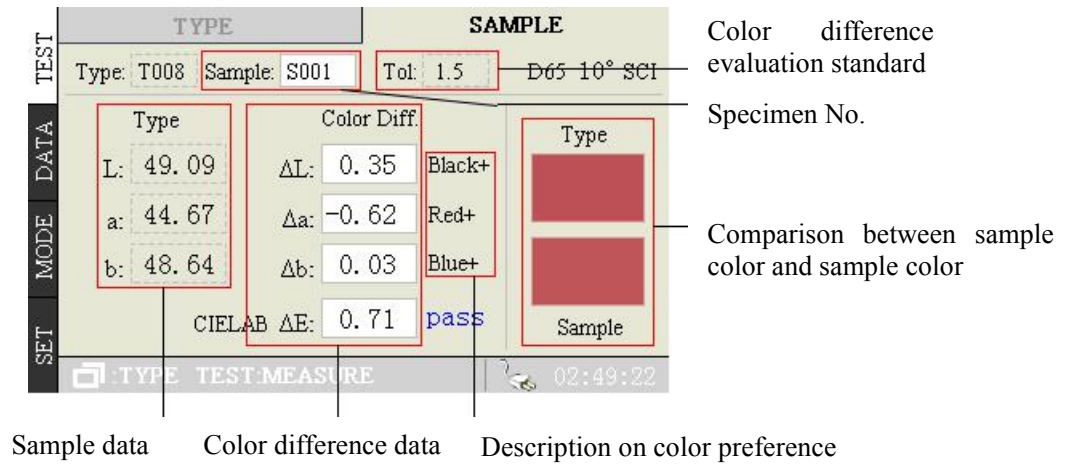 TYPE
SAMPLE
Type: T008 Sample: S001 Tol: 1.5 D65 10° SCI
TEST
DATA
MODE
SET
Type
L: 49.09
a: 44.67
b: 48.64
Color Diff.
ΔL: 0.35 Black+
Δa: -0.62 Red+
Δb: 0.03 Blue+
CIELAB ΔE: 0.71 pass
Type
Sample
:TYPE TEST:MEASURE
02:49:22
Color difference
evaluation standard
Specimen No.
Comparison between sample
color and sample color
Sample data
Color difference data
Description on color preference